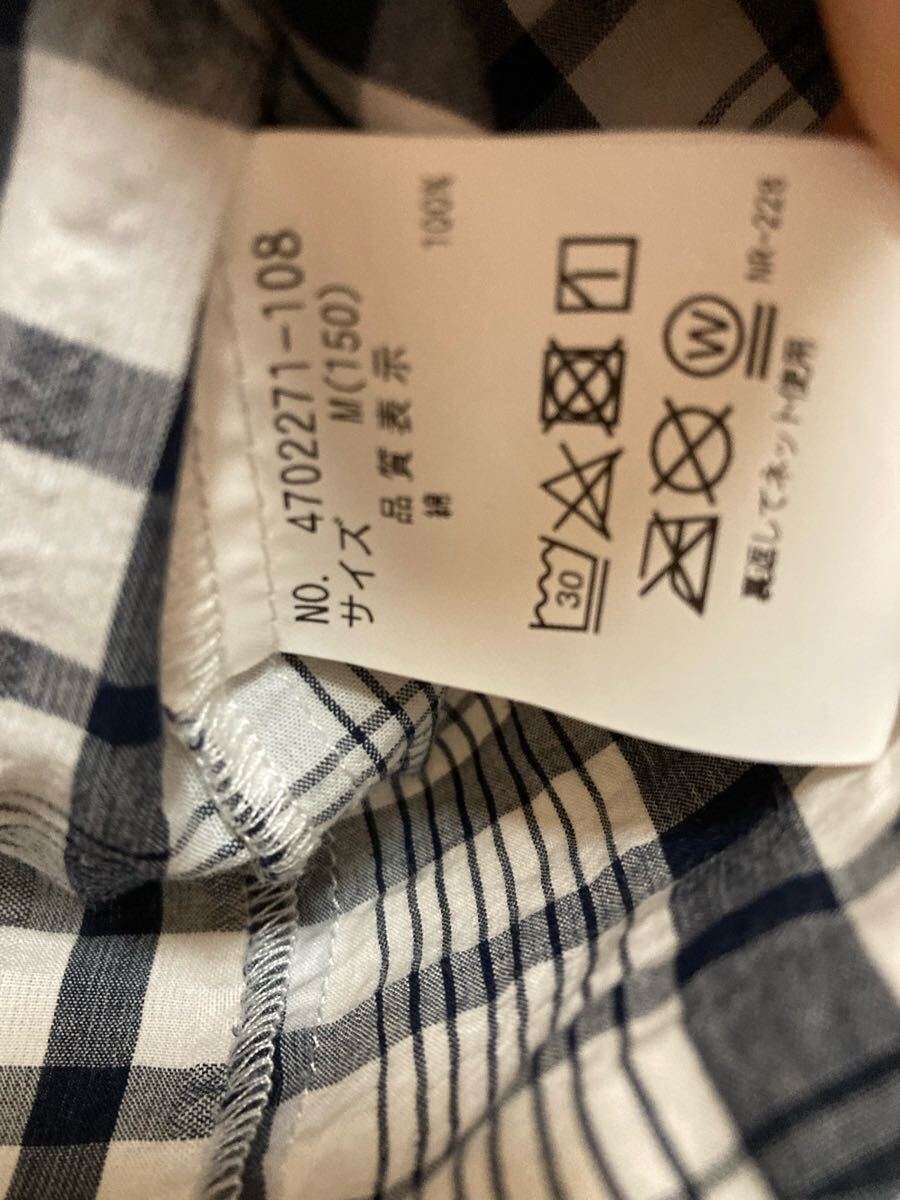 NO. 4702271-108
サイズ M(150)
品質表示
綿 100%
30
W
裏返してネット使用
NR-228